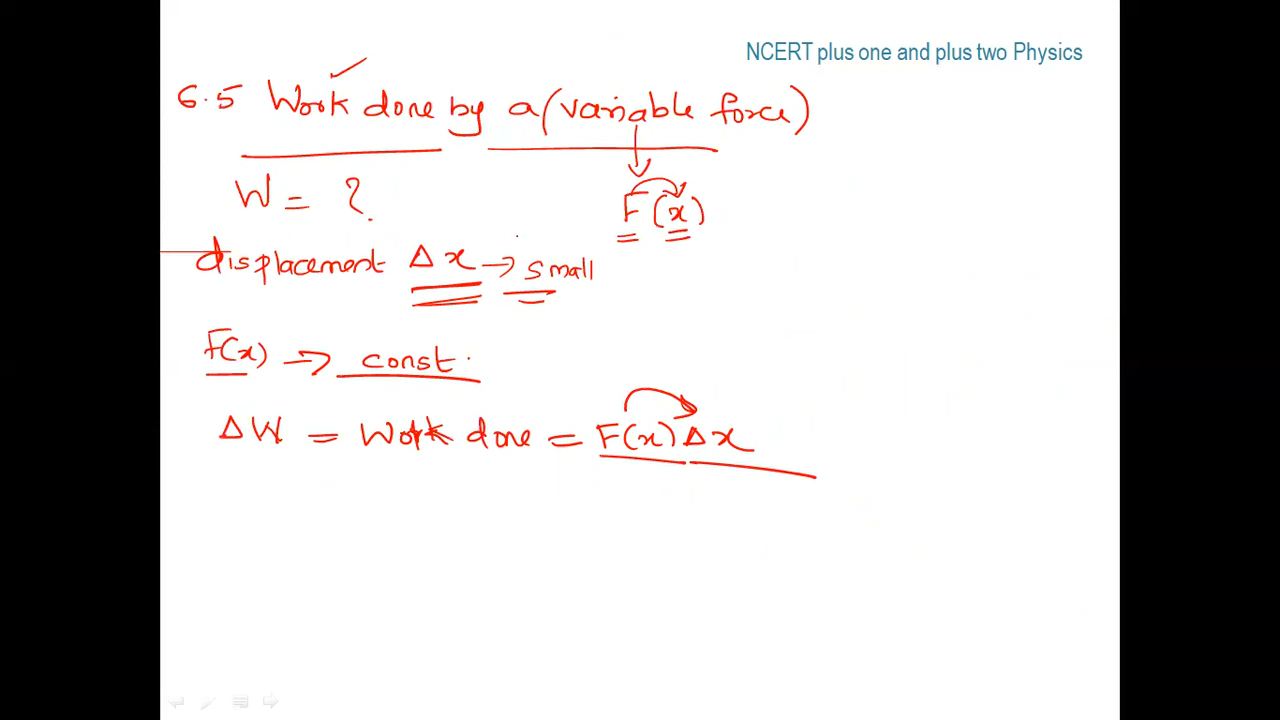 NCERT plus one and plus two Physics
6.5 Work done by a (variable force)
W = ?
F(x)
displacement Δx → small
F(x) → const.
ΔW = Work done = F(x) Δx